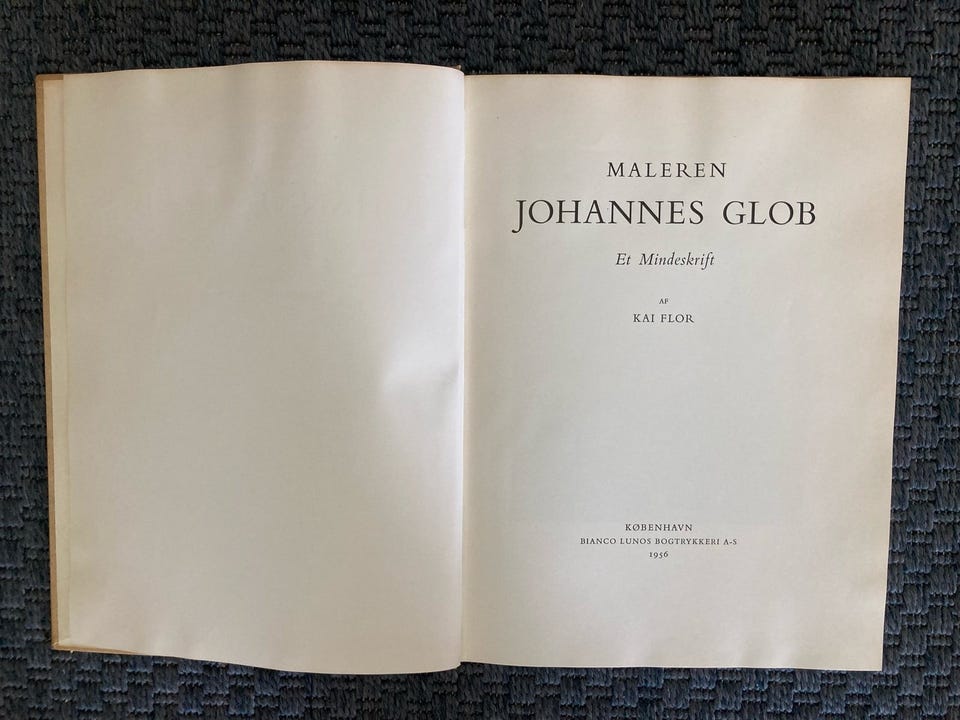 MALEREN
JOHANNES GLOB
Et Mindeskrift
AF
KAI FLOR
KØBENHAVN
BIANCO LUNOS BOGTRYKKERI A-S
1956